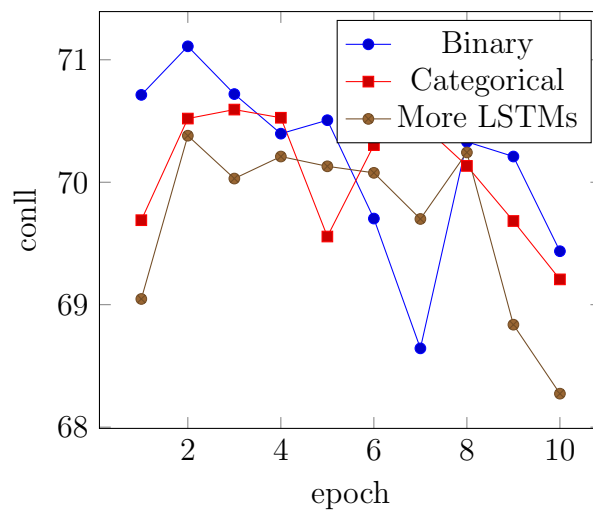 71
70
69
68
conll
2 4 6 8 10
epoch
Binary
Categorical
More LSTMs